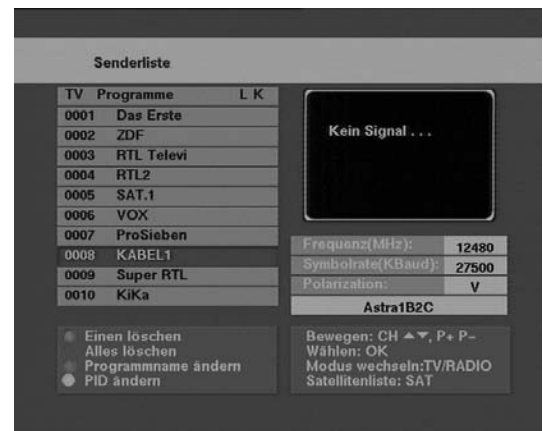 Senderliste
TV Programme L K
0001 Das Erste
0002 ZDF
0003 RTL Televi
0004 RTL2
0005 SAT.1
0006 VOX
0007 ProSieben
0008 KABEL1
0009 Super RTL
0010 KiKa
Kein Signal . . .
Frequenz(MHz): 12480
Symbolrate(KBaud): 27500
Polarization: V
Astra1B2C
Einen löschen
Alles löschen
Programmname ändern
PID ändern
Bewegen: CH ▲▼, P+ P–
Wählen: OK
Modus wechseln:TV/RADIO
Satellitenliste: SAT